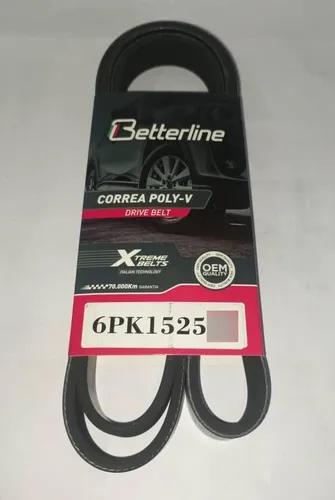 Betterline
CORREA POLY-V
DRIVE BELT
XTREME
BELTS
ITALIAN TECHNOLOGY
*70.000Km GARANTIA
OEM
QUALITY
6PK1525